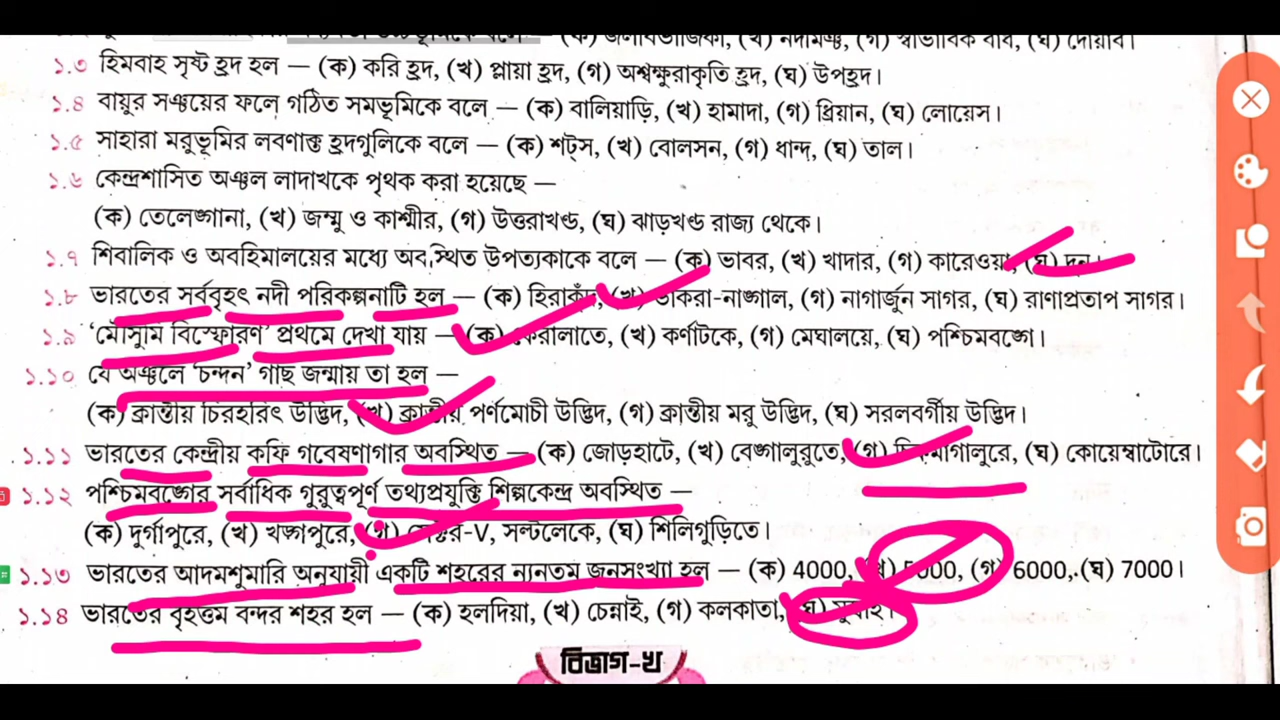 (ক) জলবিভাজিকা, (খ) নদীমঞ্চ, (গ) স্বাভাবিক বাঁধ, (ঘ) দোয়াব।
১.৩ হিমবাহ সৃষ্ট হ্রদ হল — (ক) করি হ্রদ, (খ) প্লায়া হ্রদ, (গ) অশ্বক্ষুরাকৃতি হ্রদ, (ঘ) উপহ্রদ।
১.৪ বায়ুর সঞ্চয়ের ফলে গঠিত সমভূমিকে বলে — (ক) বালিয়াড়ি, (খ) হামাদা, (গ) থ্রিয়ান, (ঘ) লোয়েস।
১.৫ সাহারা মরুভূমির লবণাক্ত হ্রদগুলিকে বলে — (ক) শট্‌স, (খ) বোলসন, (গ) ধান্দ, (ঘ) তাল।
১.৬ কেন্দ্রশাসিত অঞ্চল লাদাখকে পৃথক করা হয়েছে —
(ক) তেলেঙ্গানা, (খ) জম্মু ও কাশ্মীর, (গ) উত্তরাখণ্ড, (ঘ) ঝাড়খণ্ড রাজ্য থেকে।
১.৭ শিবালিক ও অবহিমালয়ের মধ্যে অবস্থিত উপত্যকাকে বলে — (ক) ভাবর, (খ) খাদার, (গ) কারেওয়া, (ঘ) দুন।
১.৮ ভারতের সর্ববৃহৎ নদী পরিকল্পনাটি হল — (ক) হিরাকুঁদ, (খ) ভাকরা-নাঙ্গাল, (গ) নাগার্জুন সাগর, (ঘ) রাণাপ্রতাপ সাগর।
১.৯ ‘মৌসুমি বিস্ফোরণ’ প্রথমে দেখা যায় — (ক) কেরালাতে, (খ) কর্ণাটকে, (গ) মেঘালয়ে, (ঘ) পশ্চিমবঙ্গে।
১.১০ যে অঞ্চলে ‘চন্দন’ গাছ জন্মায় তা হল —
(ক) ক্রান্তীয় চিরহরিৎ উদ্ভিদ, (খ) ক্রান্তীয় পর্ণমোচী উদ্ভিদ, (গ) ক্রান্তীয় মরু উদ্ভিদ, (ঘ) সরলবর্গীয় উদ্ভিদ।
১.১১ ভারতের কেন্দ্রীয় কফি গবেষণাগার অবস্থিত — (ক) জোড়হাটে, (খ) বেঙ্গালুরুতে, (গ) চিকমাগালুরে, (ঘ) কোয়েম্বাটোরে।
১.১২ পশ্চিমবঙ্গের সর্বাধিক গুরুত্বপূর্ণ তথ্যপ্রযুক্তি শিল্পকেন্দ্র অবস্থিত —
(ক) দুর্গাপুরে, (খ) খড়্গপুরে, (গ) সেক্টর-V, সল্টলেকে, (ঘ) শিলিগুড়িতে।
১.১৩ ভারতের আদমশুমারি অনুযায়ী একটি শহরের ন্যূনতম জনসংখ্যা হল — (ক) 4000, (খ) 5000, (গ) 6000, (ঘ) 7000।
১.১৪ ভারতের বৃহত্তম বন্দর শহর হল — (ক) হলদিয়া, (খ) চেন্নাই, (গ) কলকাতা, (ঘ) মুম্বাই।
বিভাগ-খ